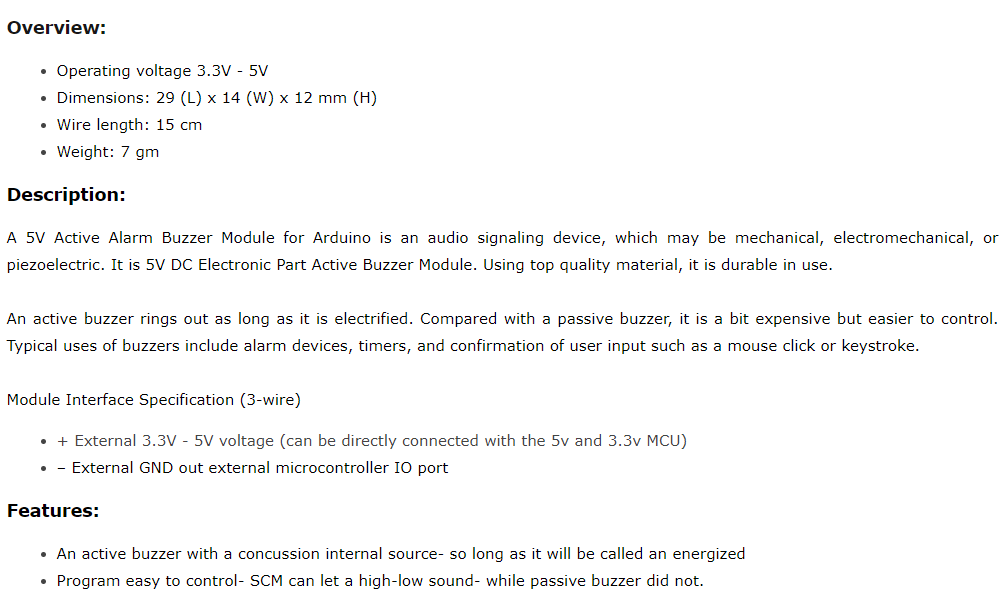 Overview:
Operating voltage 3.3V - 5V
Dimensions: 29 (L) x 14 (W) x 12 mm (H)
Wire length: 15 cm
Weight: 7 gm
Description:
A 5V Active Alarm Buzzer Module for Arduino is an audio signaling device, which may be mechanical, electromechanical, or
piezoelectric. It is 5V DC Electronic Part Active Buzzer Module. Using top quality material, it is durable in use.
An active buzzer rings out as long as it is electrified. Compared with a passive buzzer, it is a bit expensive but easier to control.
Typical uses of buzzers include alarm devices, timers, and confirmation of user input such as a mouse click or keystroke.
Module Interface Specification (3-wire)
+ External 3.3V - 5V voltage (can be directly connected with the 5v and 3.3v MCU)
– External GND out external microcontroller IO port
Features:
An active buzzer with a concussion internal source- so long as it will be called an energized
Program easy to control- SCM can let a high-low sound- while passive buzzer did not.